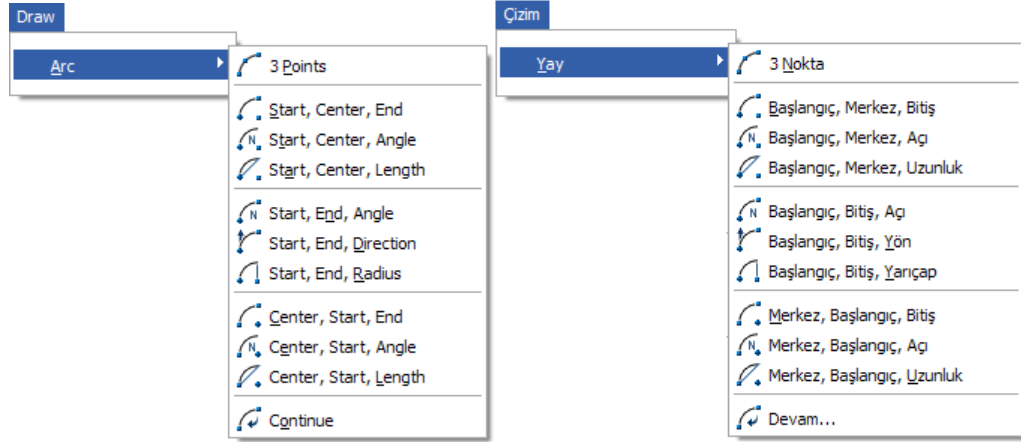 Draw
Arc
3 Points
Start, Center, End
Start, Center, Angle
Start, Center, Length
Start, End, Angle
Start, End, Direction
Start, End, Radius
Center, Start, End
Center, Start, Angle
Center, Start, Length
Continue
Çizim
Yay
3 Nokta
Başlangıç, Merkez, Bitiş
Başlangıç, Merkez, Açı
Başlangıç, Merkez, Uzunluk
Başlangıç, Bitiş, Açı
Başlangıç, Bitiş, Yön
Başlangıç, Bitiş, Yarıçap
Merkez, Başlangıç, Bitiş
Merkez, Başlangıç, Açı
Merkez, Başlangıç, Uzunluk
Devam...